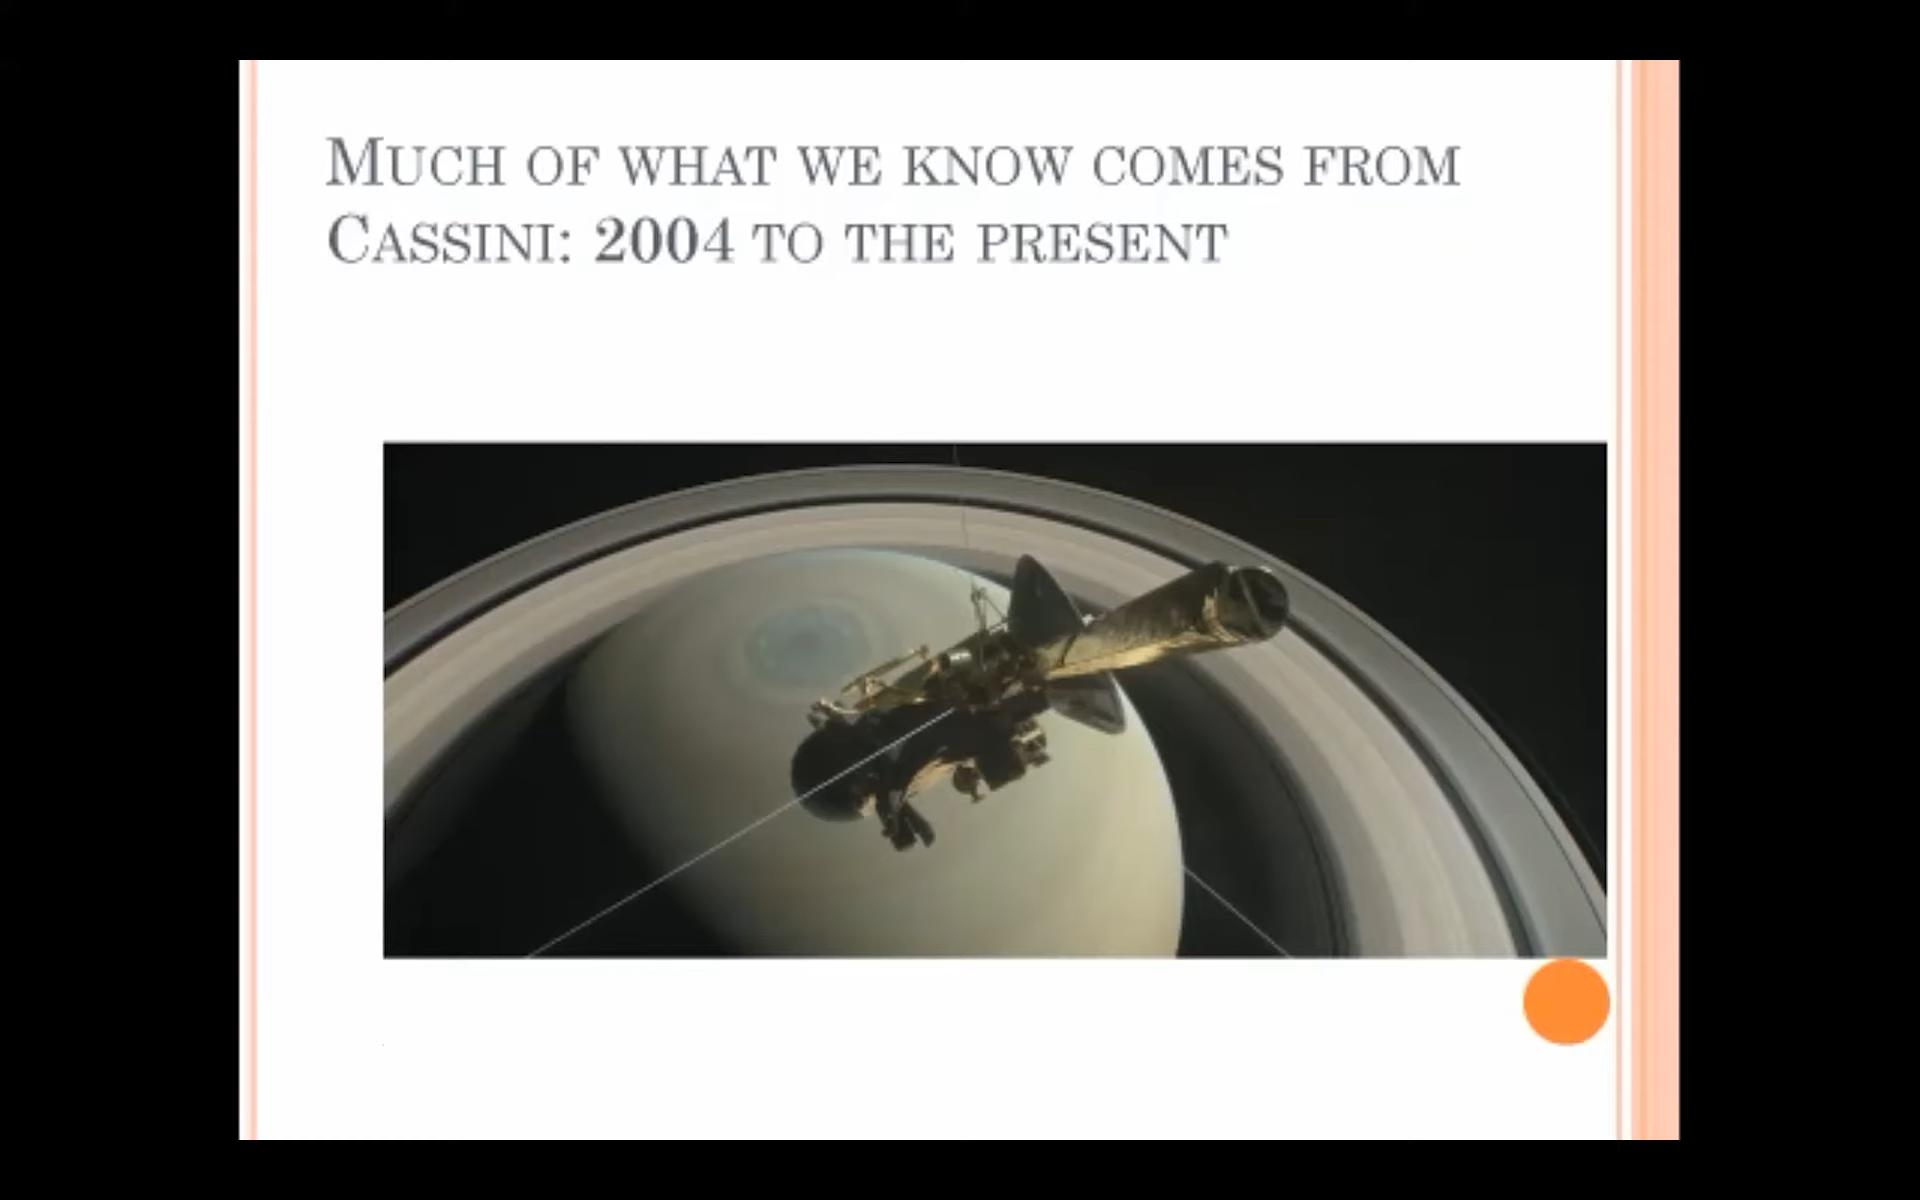 Much of what we know comes from
Cassini: 2004 to the present